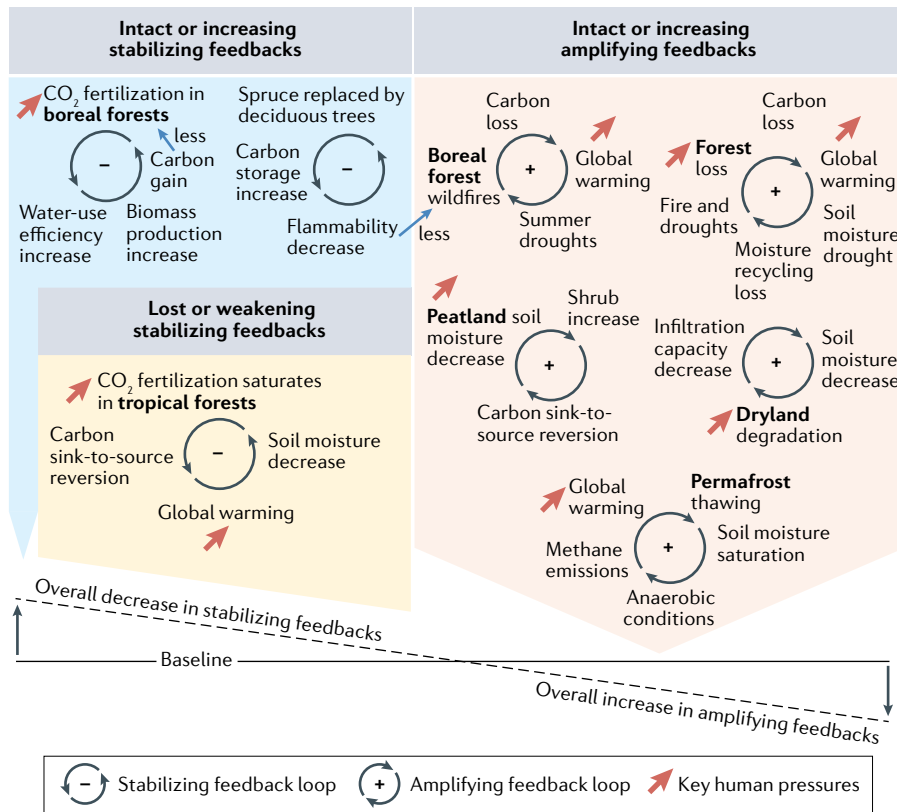 Intact or increasing
stabilizing feedbacks
Intact or increasing
amplifying feedbacks
CO₂ fertilization in
boreal forests
less
Carbon
gain
−
Water-use
efficiency
increase
Biomass
production
increase
Spruce replaced by
deciduous trees
Carbon
storage
increase
−
Flammability
decrease
less
Lost or weakening
stabilizing feedbacks
CO₂ fertilization saturates
in tropical forests
Carbon
sink-to-source
reversion
−
Soil moisture
decrease
Global warming
Carbon
loss
Boreal
forest
wildfires
+
Global
warming
Summer
droughts
Carbon
loss
Forest
loss
Global
warming
+
Fire and
droughts
Soil
moisture
drought
Moisture
recycling
loss
Peatland soil
moisture
decrease
Shrub
increase
+
Carbon sink-to-
source reversion
Infiltration
capacity
decrease
+
Soil
moisture
decrease
Dryland
degradation
Global
warming
Permafrost
thawing
Methane
emissions
+
Soil moisture
saturation
Anaerobic
conditions
Overall decrease in stabilizing feedbacks
Baseline
Overall increase in amplifying feedbacks
− Stabilizing feedback loop
+ Amplifying feedback loop
Key human pressures